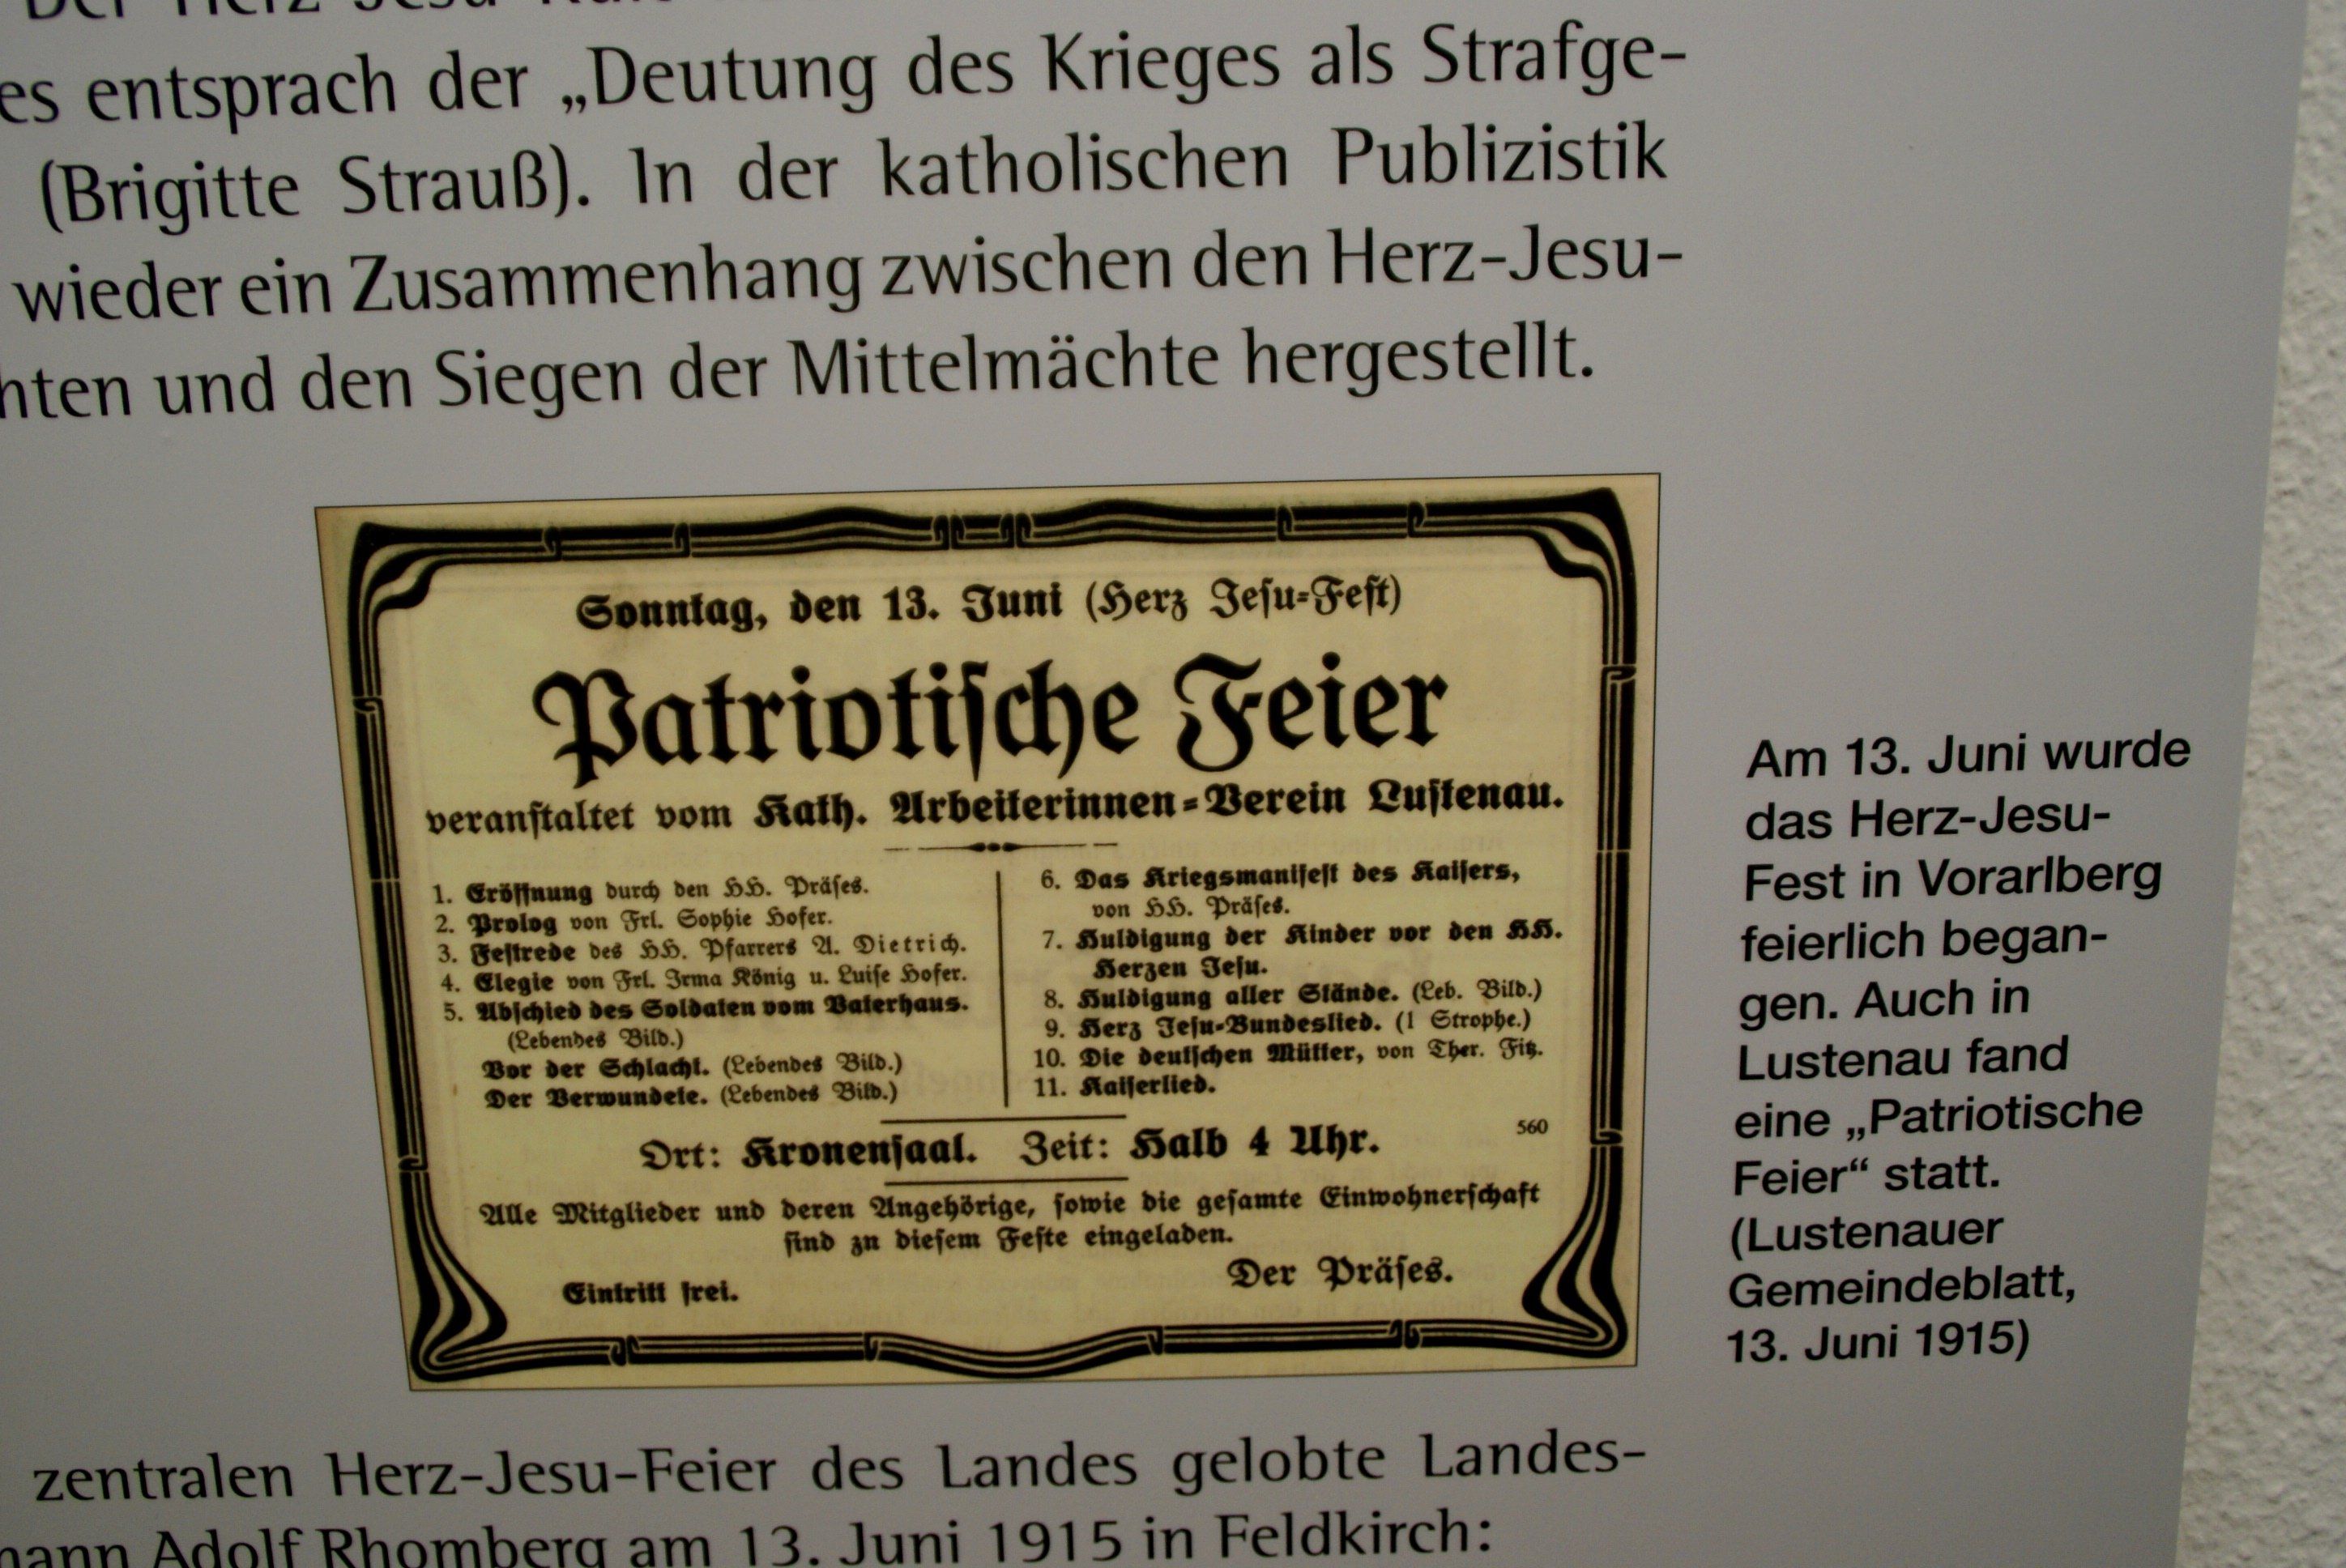 Der Herz-Jesu
es entsprach der „Deutung des Krieges als Strafge-
(Brigitte Strauß). In der katholischen Publizistik
wieder ein Zusammenhang zwischen den Herz-Jesu-
hten und den Siegen der Mittelmächte hergestellt.
Sonntag, den 13. Juni (Herz Jesu-Fest)
Patriotische Feier
veranstaltet vom Kath. Arbeiterinnen-Verein Lustenau.
1. Eröffnung durch den HH. Präses.
2. Prolog von Frl. Sophie Hofer.
3. Festrede des HH. Pfarrers A. Dietrich.
4. Elegie von Frl. Irma König u. Luise Hofer.
5. Abschied des Soldaten vom Vaterhaus.
(Lebendes Bild.)
Vor der Schlacht. (Lebendes Bild.)
Der Verwundete. (Lebendes Bild.)
6. Das Kriegsmanifest des Kaisers,
von HH. Präses.
7. Huldigung der Kinder vor den HH.
Herzen Jesu.
8. Huldigung aller Stände. (Leb. Bild.)
9. Herz Jesu-Bundeslied. (1 Strophe.)
10. Die deutschen Mütter, von Ther. Fitz.
11. Kaiserlied.
560
Ort: Kronensaal. Zeit: Halb 4 Uhr.
Alle Mitglieder und deren Angehörige, sowie die gesamte Einwohnerschaft
sind zu diesem Feste eingeladen.
Der Präses.
Eintritt frei.
Am 13. Juni wurde
das Herz-Jesu-
Fest in Vorarlberg
feierlich began-
gen. Auch in
Lustenau fand
eine „Patriotische
Feier“ statt.
(Lustenauer
Gemeindeblatt,
13. Juni 1915)
zentralen Herz-Jesu-Feier des Landes gelobte Landes-
mann Adolf Rhomberg am 13. Juni 1915 in Feldkirch: